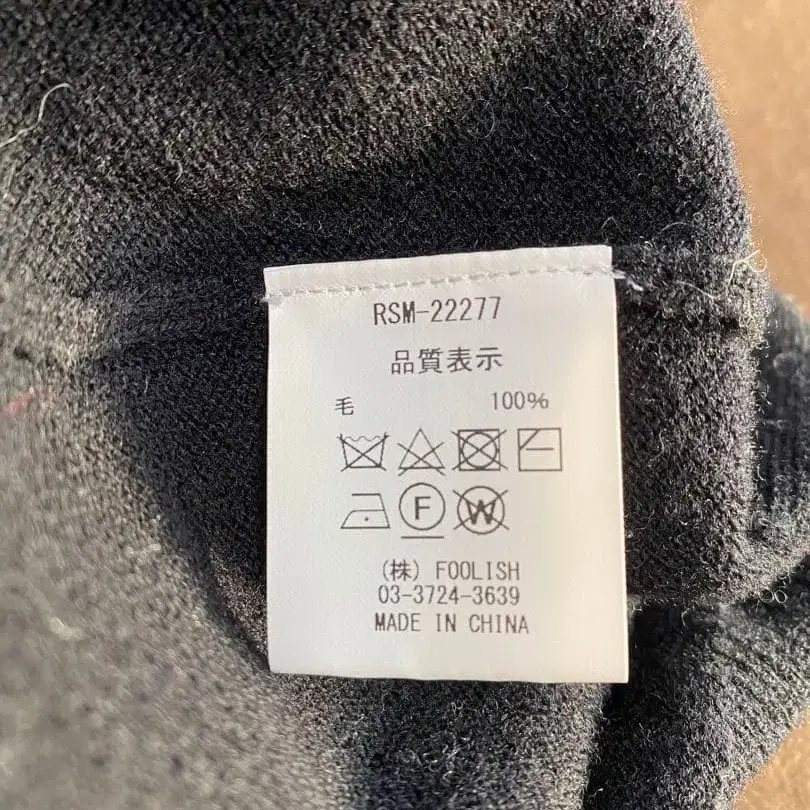 RSM-22277
品質表示
毛 100%
F W
(株) FOOLISH
03-3724-3639
MADE IN CHINA